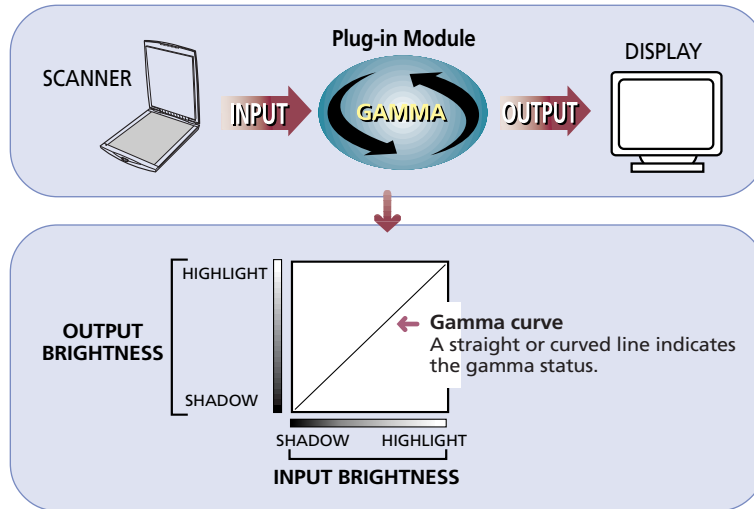 Plug-in Module
SCANNER
DISPLAY
INPUT
GAMMA
OUTPUT
HIGHLIGHT
OUTPUT
BRIGHTNESS
SHADOW
Gamma curve
A straight or curved line indicates
the gamma status.
SHADOW
HIGHLIGHT
INPUT BRIGHTNESS